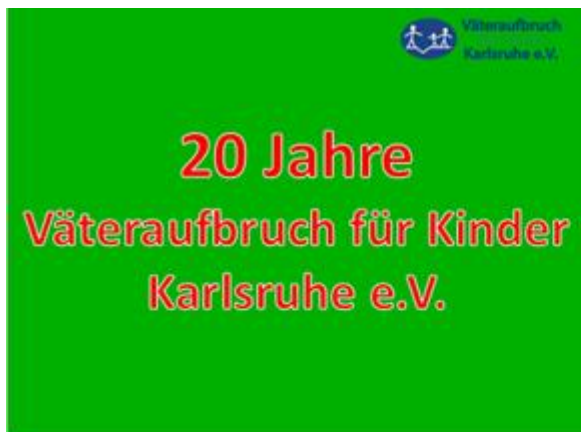 Väteraufbruch
Karlsruhe e.V.
20 Jahre
Väteraufbruch für Kinder
Karlsruhe e.V.